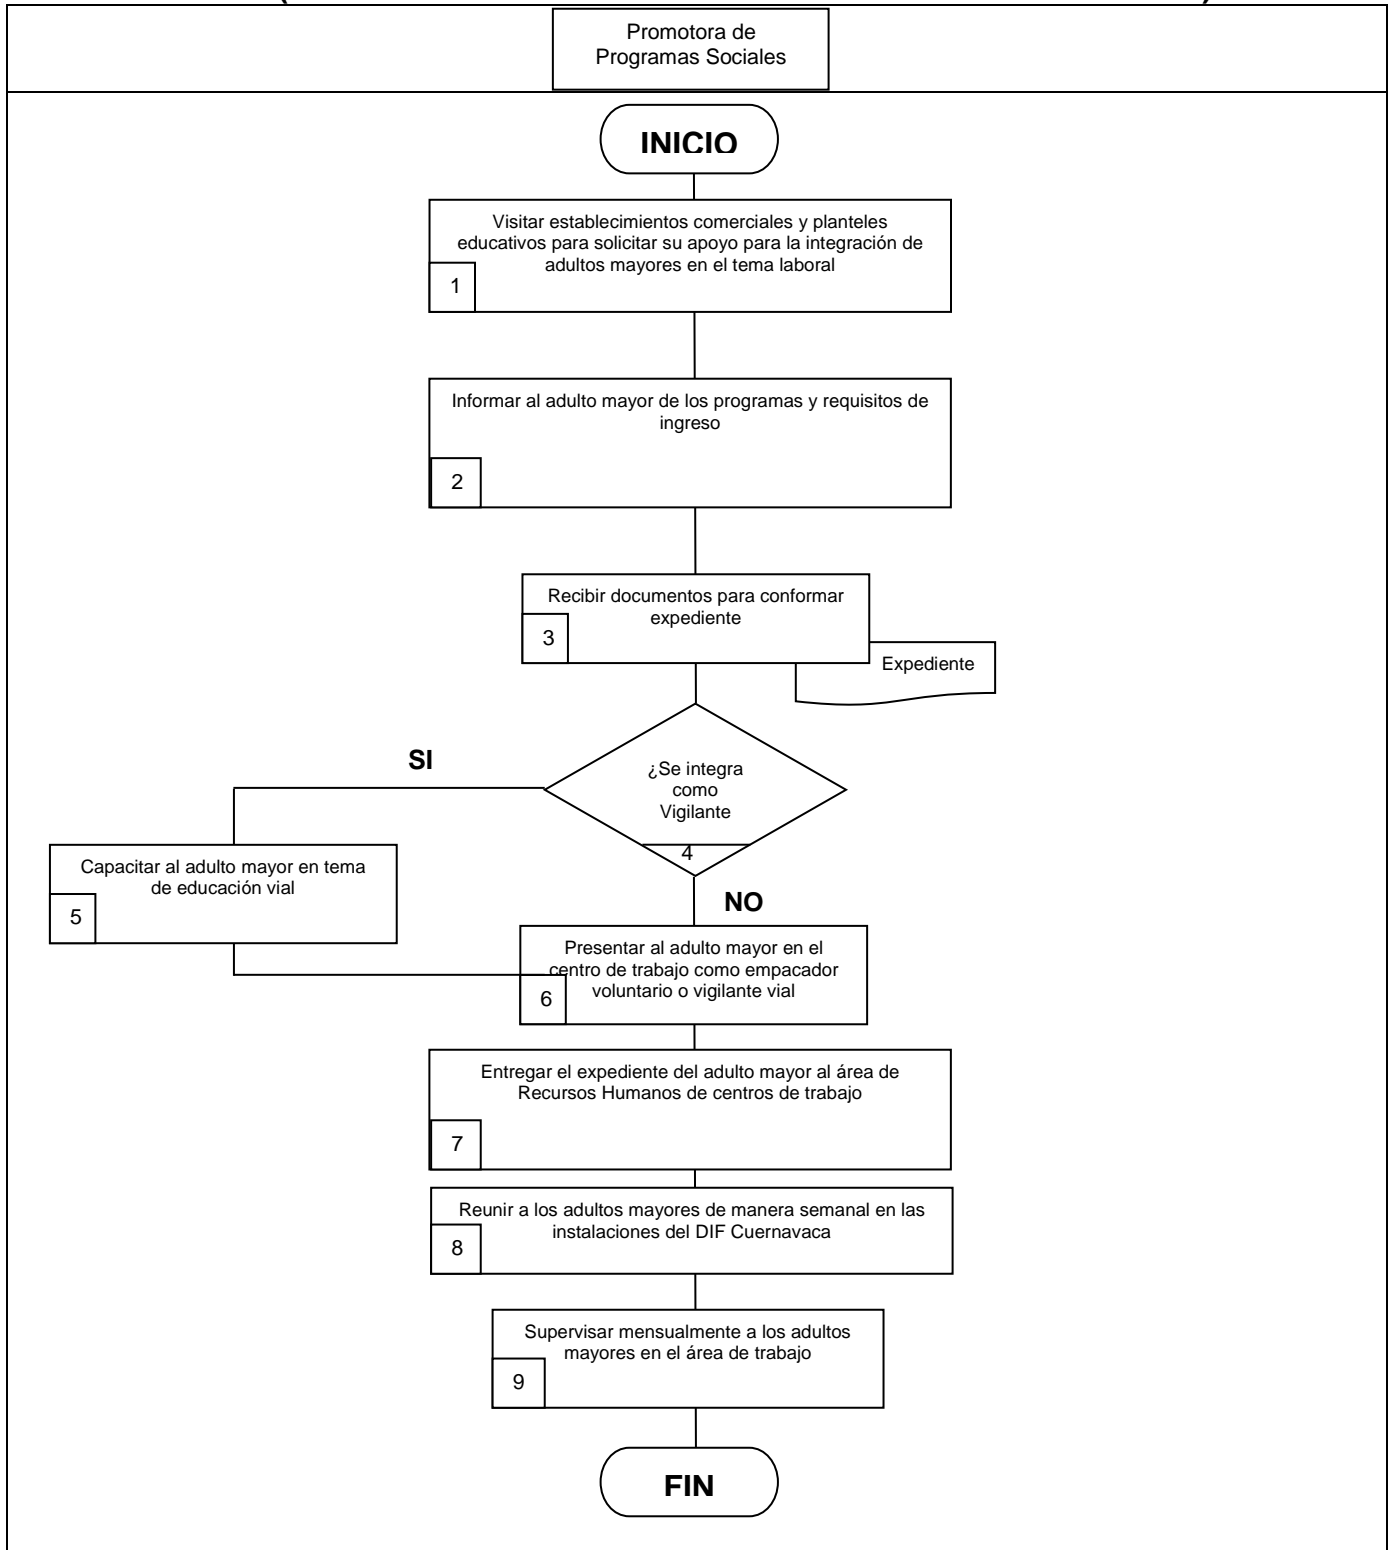 Promotora de
Programas Sociales
INICIO
Visitar establecimientos comerciales y planteles
educativos para solicitar su apoyo para la integración de
adultos mayores en el tema laboral
1
Informar al adulto mayor de los programas y requisitos de
ingreso
2
Recibir documentos para conformar
expediente
3
Expediente
¿Se integra
como
Vigilante
4
SI
Capacitar al adulto mayor en tema
de educación vial
5
NO
Presentar al adulto mayor en el
centro de trabajo como empacador
voluntario o vigilante vial
6
Entregar el expediente del adulto mayor al área de
Recursos Humanos de centros de trabajo
7
Reunir a los adultos mayores de manera semanal en las
instalaciones del DIF Cuernavaca
8
Supervisar mensualmente a los adultos
mayores en el área de trabajo
9
FIN